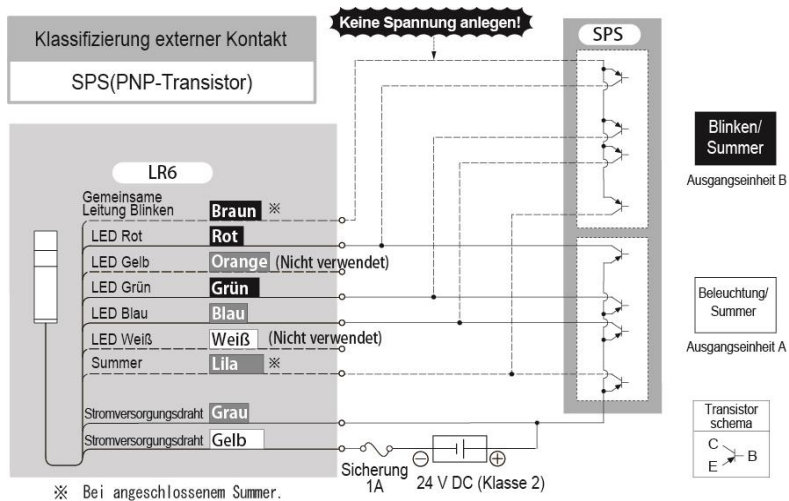 Klassifizierung externer Kontakt
SPS(PNP-Transistor)
Keine Spannung anlegen!
SPS
LR6
Gemeinsame
Leitung Blinken Braun ※
LED Rot Rot
LED Gelb Orange (Nicht verwendet)
LED Grün Grün
LED Blau Blau
LED Weiß Weiß (Nicht verwendet)
Summer Lila ※
Stromversorgungsdraht Grau
Stromversorgungsdraht Gelb
Sicherung
1A
⊖ ⊕
24 V DC (Klasse 2)
※ Bei angeschlossenem Summer.
Blinken/
Summer
Ausgangseinheit B
Beleuchtung/
Summer
Ausgangseinheit A
Transistor
schema
C
B
E